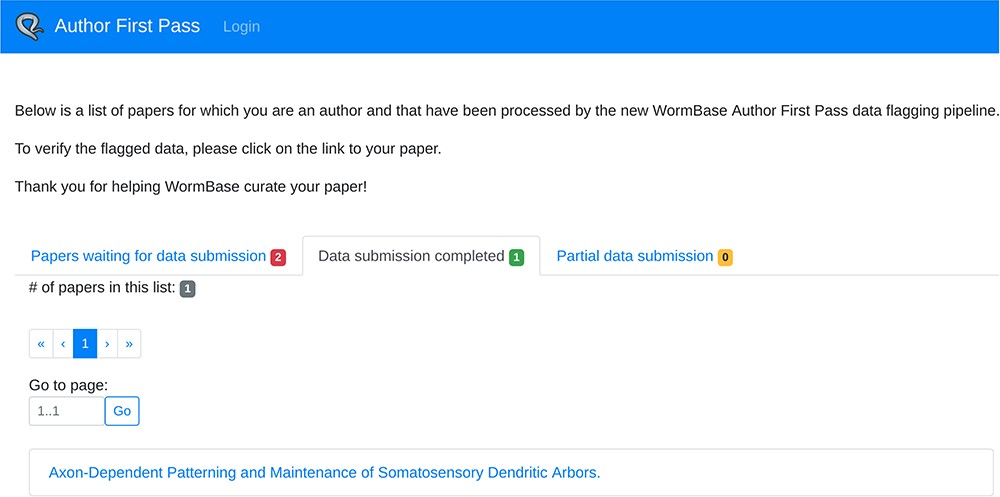 Author First Pass Login
Below is a list of papers for which you are an author and that have been processed by the new WormBase Author First Pass data flagging pipeline.
To verify the flagged data, please click on the link to your paper.
Thank you for helping WormBase curate your paper!
Papers waiting for data submission 2 Data submission completed 1 Partial data submission 0
# of papers in this list: 1
« ‹ 1 › »
Go to page:
1..1 Go
Axon-Dependent Patterning and Maintenance of Somatosensory Dendritic Arbors.